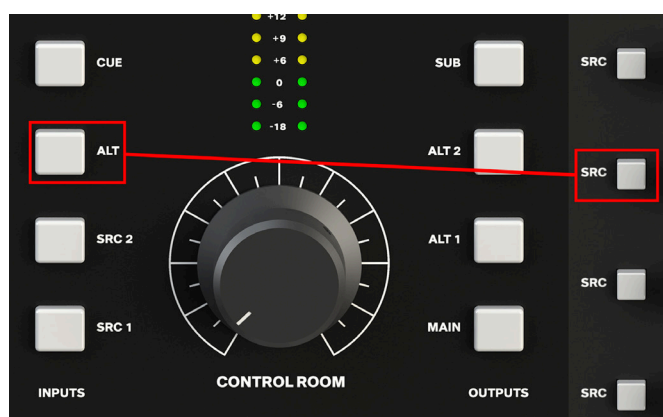 +12
+9
CUE
+6
SUB
SRC
0
-6
-18
ALT
ALT 2
SRC
SRC 2
ALT 1
SRC
SRC 1
MAIN
CONTROL ROOM
INPUTS
OUTPUTS
SRC